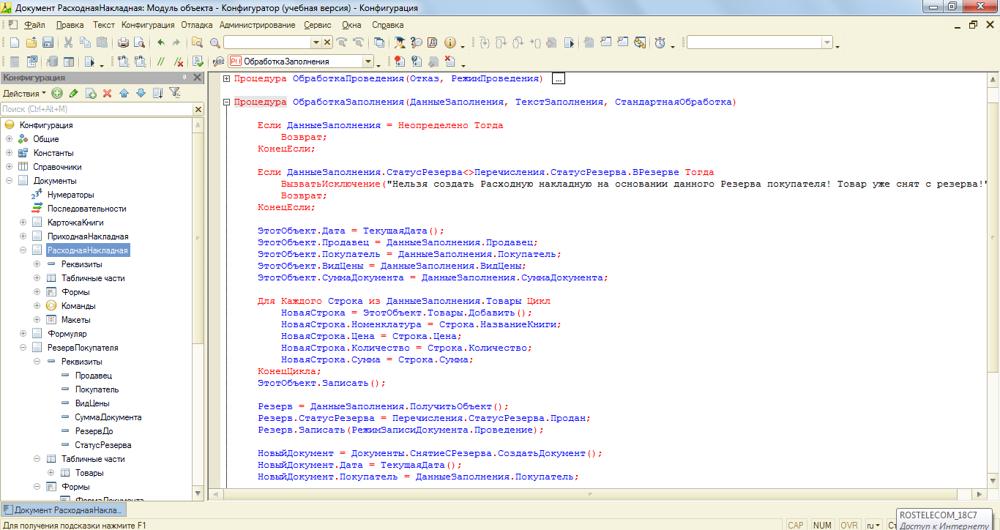 Документ РасходнаяНакладная: Модуль объекта - Конфигуратор (учебная версия) - Конфигурация
Файл Правка Текст Конфигурация Отладка Администрирование Сервис Окна Справка
ОбработкаЗаполнения
Конфигурация
Действия
Поиск (Ctrl+Alt+M)
Конфигурация
Общие
Константы
Справочники
Документы
Нумераторы
Последовательности
КарточкаКниги
ПриходнаяНакладная
РасходнаяНакладная
Реквизиты
Табличные части
Формы
Команды
Макеты
Формуляр
РезервПокупателя
Реквизиты
Продавец
Покупатель
ВидЦены
СуммаДокумента
РезервДо
СтатусРезерва
Табличные части
Товары
Формы
ФормаДокумента
Процедура ОбработкаПроведения(Отказ, РежимПроведения) ...
Процедура ОбработкаЗаполнения(ДанныеЗаполнения, ТекстЗаполнения, СтандартнаяОбработка)
Если ДанныеЗаполнения = Неопределено Тогда
Возврат;
КонецЕсли;
Если ДанныеЗаполнения.СтатусРезерва<>Перечисления.СтатусРезерва.ВРезерве Тогда
ВызватьИсключение("Нельзя создать Расходную накладную на основании данного Резерва покупателя! Товар уже снят с резерва!"
Возврат;
КонецЕсли;
ЭтотОбъект.Дата = ТекущаяДата();
ЭтотОбъект.Продавец = ДанныеЗаполнения.Продавец;
ЭтотОбъект.Покупатель = ДанныеЗаполнения.Покупатель;
ЭтотОбъект.ВидЦены = ДанныеЗаполнения.ВидЦены;
ЭтотОбъект.СуммаДокумента = ДанныеЗаполнения.СуммаДокумента;
Для Каждого Строка из ДанныеЗаполнения.Товары Цикл
НоваяСтрока = ЭтотОбъект.Товары.Добавить();
НоваяСтрока.Номенклатура = Строка.НазваниеКниги;
НоваяСтрока.Цена = Строка.Цена;
НоваяСтрока.Количество = Строка.Количество;
НоваяСтрока.Сумма = Строка.Сумма;
КонецЦикла;
ЭтотОбъект.Записать();
Резерв = ДанныеЗаполнения.ПолучитьОбъект();
Резерв.СтатусРезерва = Перечисления.СтатусРезерва.Продан;
Резерв.Записать(РежимЗаписиДокумента.Проведение);
НовыйДокумент = Документы.СнятиеСРезерва.СоздатьДокумент();
НовыйДокумент.Дата = ТекущаяДата();
НовыйДокумент.Покупатель = ДанныеЗаполнения.Покупатель;
Документ РасходнаяНакла...
Для получения подсказки нажмите F1
CAP NUM OVR ru Ст
ROSTELECOM_18C7
Доступ к Интернету